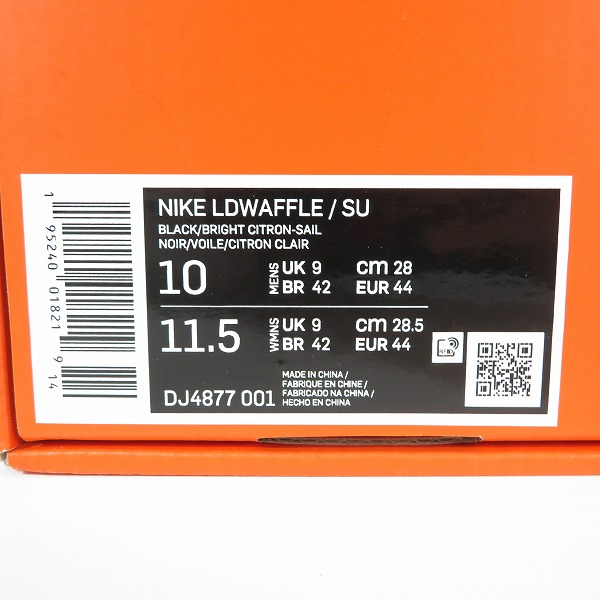 NIKE LDWAFFLE / SU
BLACK/BRIGHT CITRON-SAIL
NOIR/VOILE/CITRON CLAIR
10 MENS UK 9 cm 28
BR 42 EUR 44
11.5 WMNS UK 9 cm 28.5
BR 42 EUR 44
DJ4877 001
MADE IN CHINA /
FABRIQUE EN CHINE /
FABRICADO NA CHINA /
HECHO EN CHINA
1 95240 01821 9 14